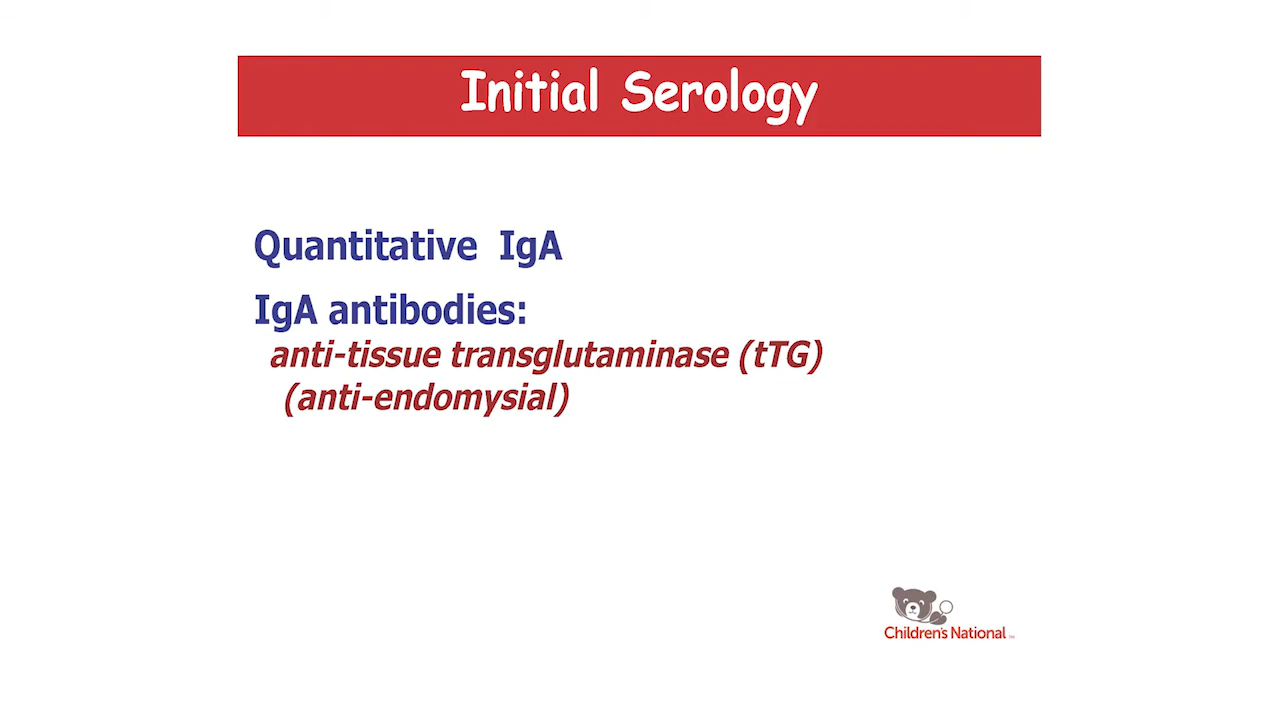 Initial Serology
Quantitative IgA
IgA antibodies:
anti-tissue transglutaminase (tTG)
(anti-endomysial)
Children's National